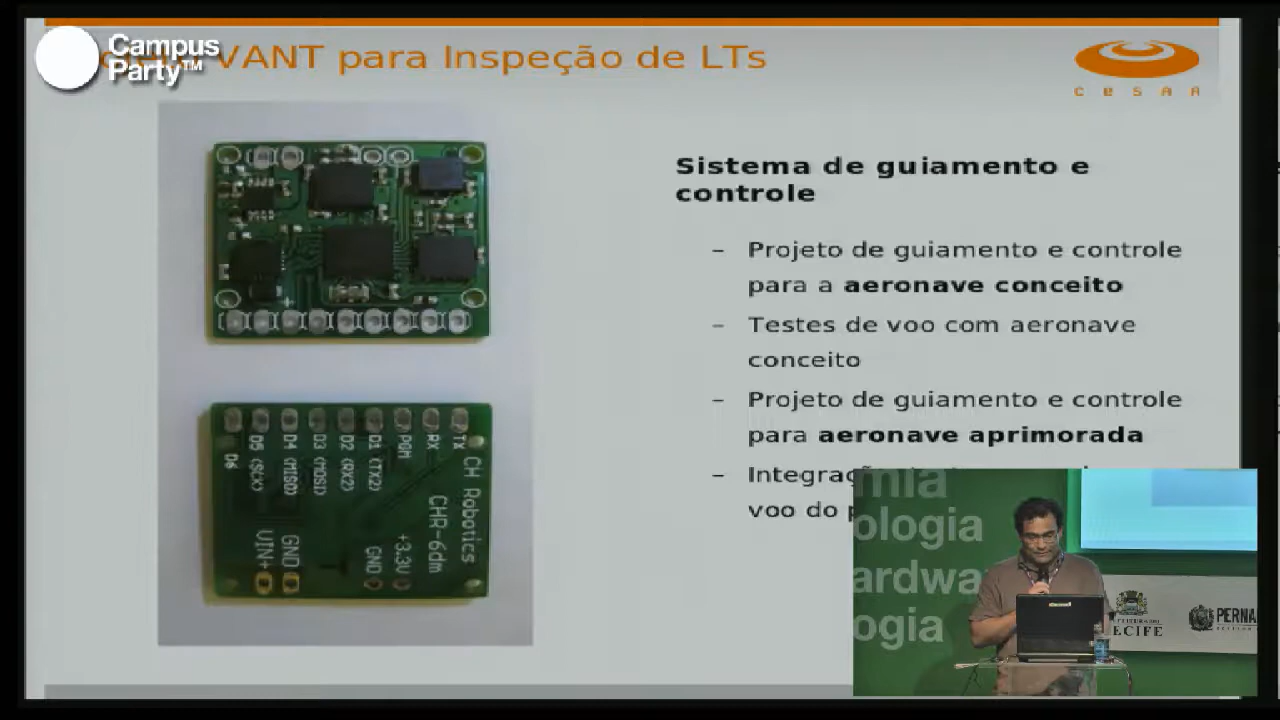 Campus
Party™
VANT para Inspeção de LTs
cesar
Sistema de guiamento e
controle
– Projeto de guiamento e controle
para a aeronave conceito
– Testes de voo com aeronave
conceito
– Projeto de guiamento e controle
para aeronave aprimorada
–
voo do
D6
D5 (SCK)
D4 (MISO)
D3 (MOSI)
D2 (RX2)
D1 (TX2)
PGM
RX
TX
CH Robotics
CHR-6dm
+3.3V
GND
GND
VIN+
mia
ologia
ardwa
ogia
ECIFE
PERNA